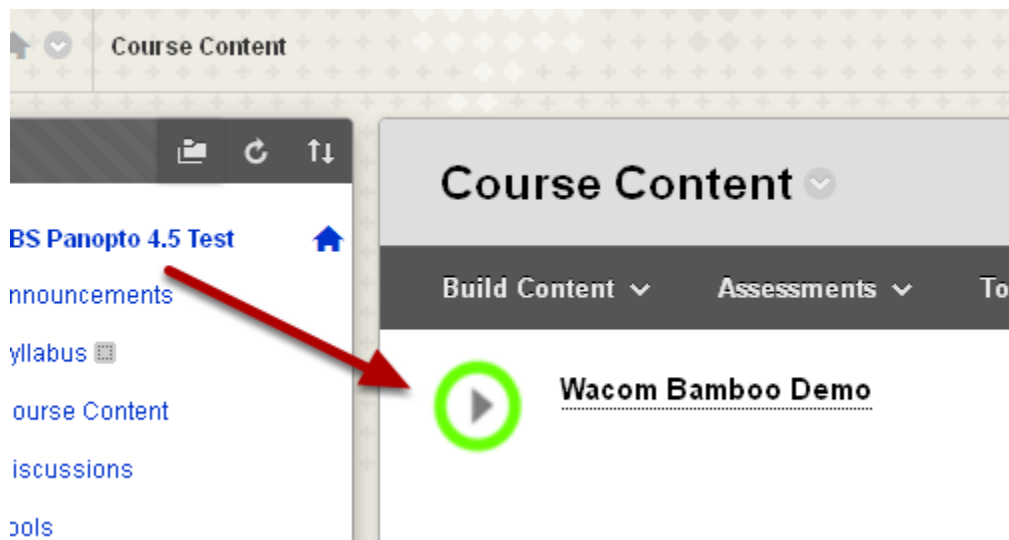 Course Content
BS Panopto 4.5 Test
nnouncements
yllabus
ourse Content
iscussions
ools
Course Content
Build Content Assessments To
Wacom Bamboo Demo